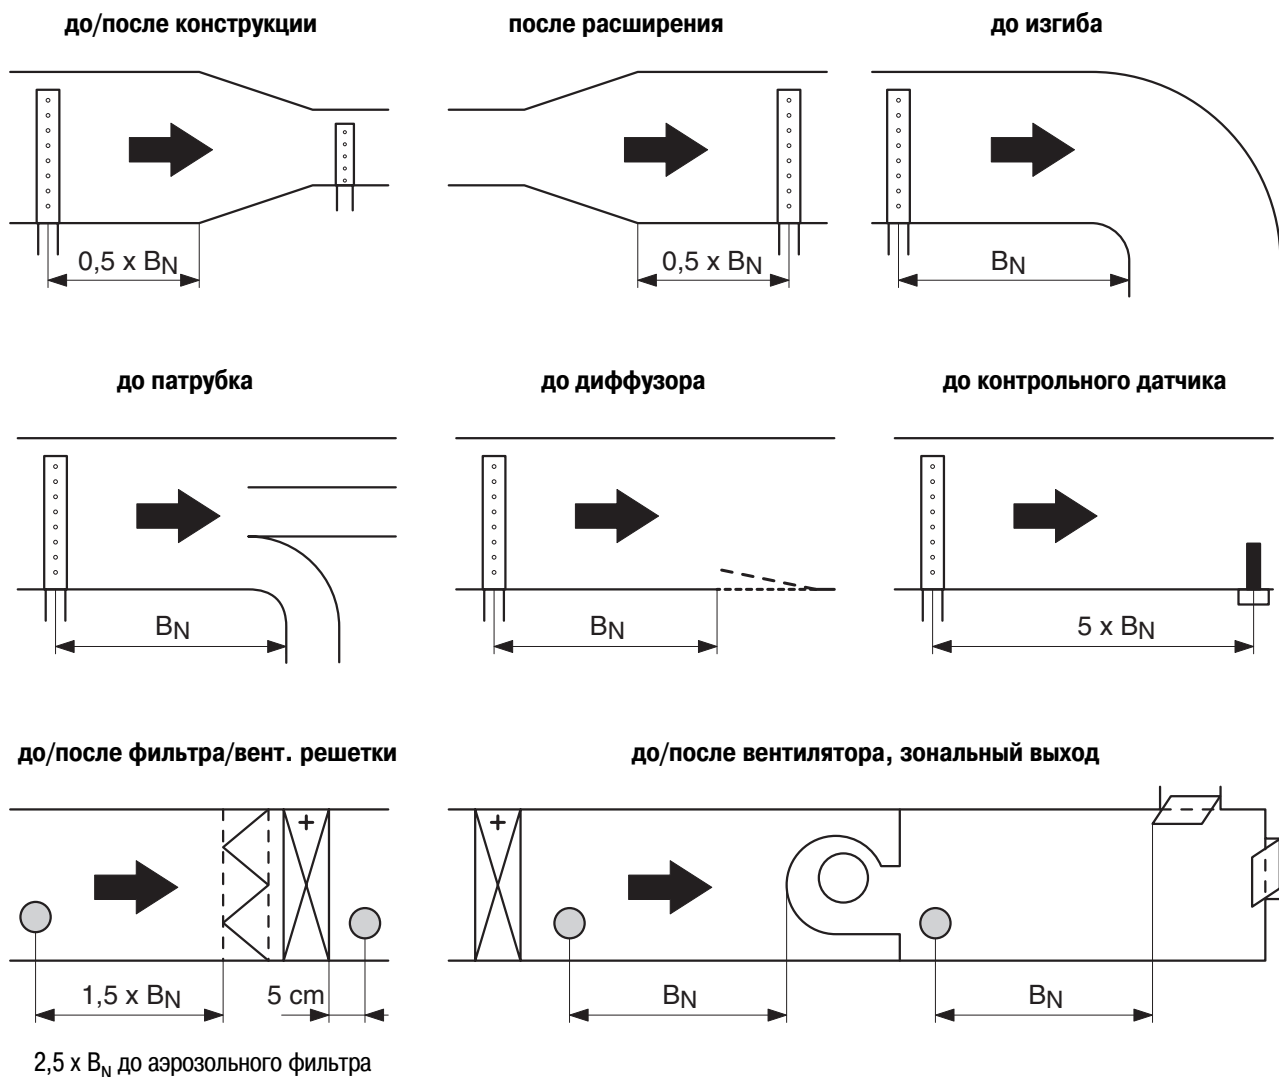 до/после конструкции
после расширения
до изгиба
0,5 x BN
0,5 x BN
BN
до патрубка
до диффузора
до контрольного датчика
BN
BN
5 x BN
до/после фильтра/вент. решетки
до/после вентилятора, зональный выход
+
+
1,5 x BN
5 cm
BN
BN
2,5 x BN до аэрозольного фильтра